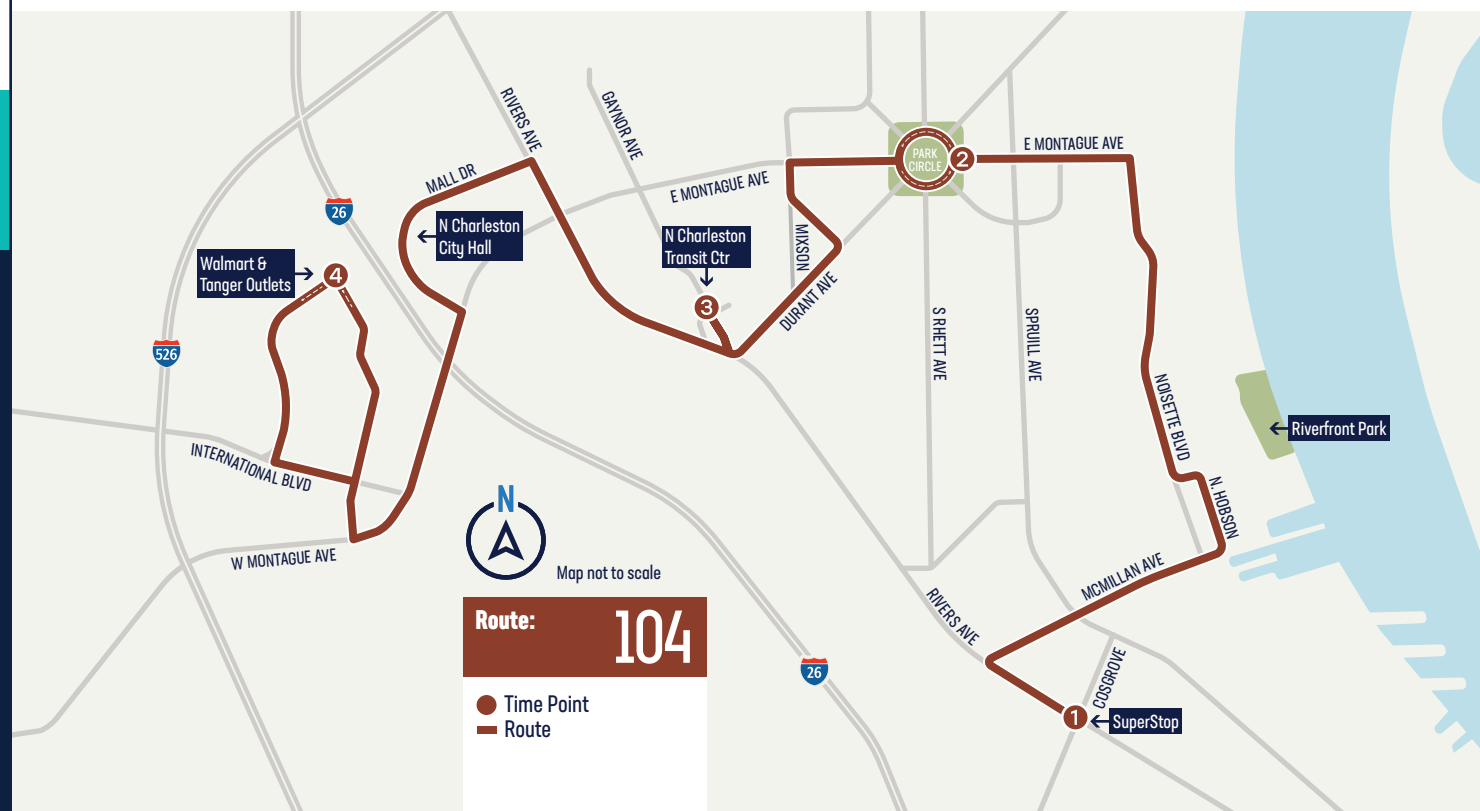 RIVERS AVE
GAYNOR AVE
MALL DR
E MONTAGUE AVE
PARK
CIRCLE
2
E MONTAGUE AVE
26
N Charleston
City Hall
N Charleston
Transit Ctr
MIXSON
Walmart &
Tanger Outlets
4
3
DURANT AVE
526
S RHETT AVE
SPRUILL AVE
NOISETTE BLVD
Riverfront Park
INTERNATIONAL BLVD
N. HOBSON
W MONTAGUE AVE
N
Map not to scale
MCMILLAN AVE
RIVERS AVE
Route:
104
26
COSGROVE
Time Point
Route
1
SuperStop